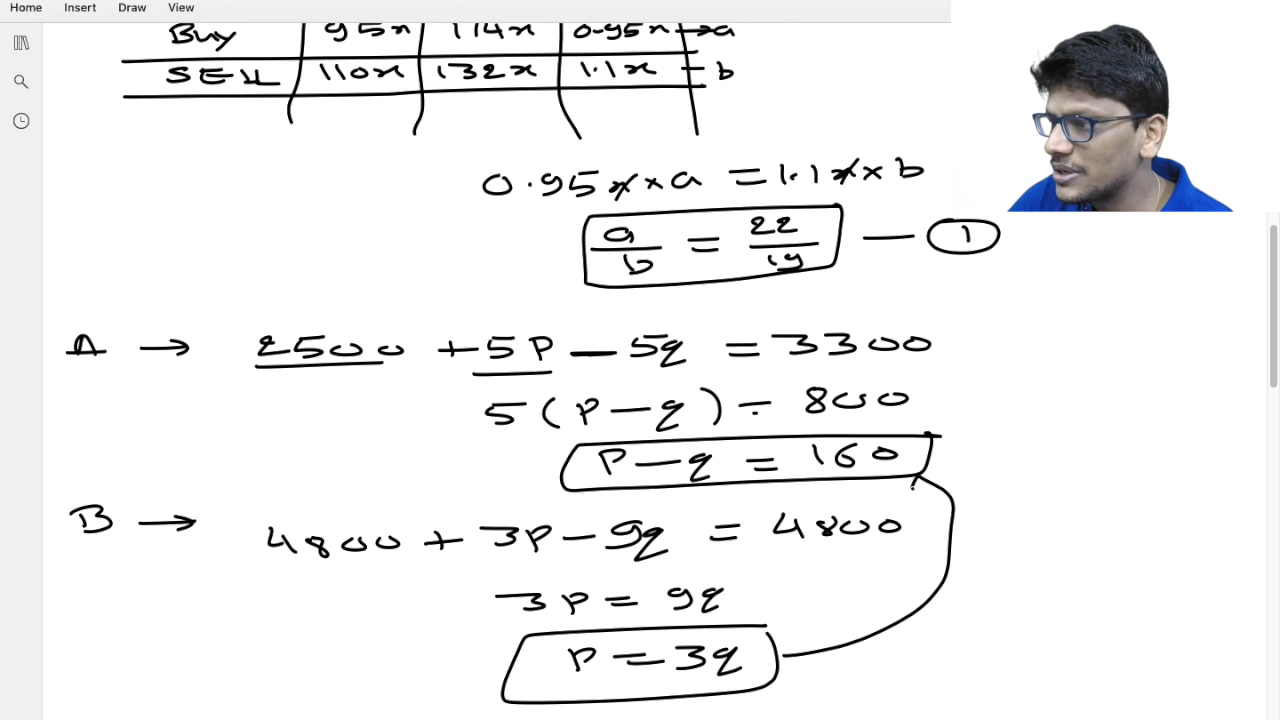 Home Insert Draw View
Buy 95x 114x 0.95x → a
SELL 110x 132x 1.1x - b
0.95x × a = 1.1x × b
a/b = 22/19 — 1
A → 2500 + 5P - 5q = 3300
5(P - q) = 800
P - q = 160
B → 4800 + 3P - 9q = 4800
3P = 9q
P = 3q